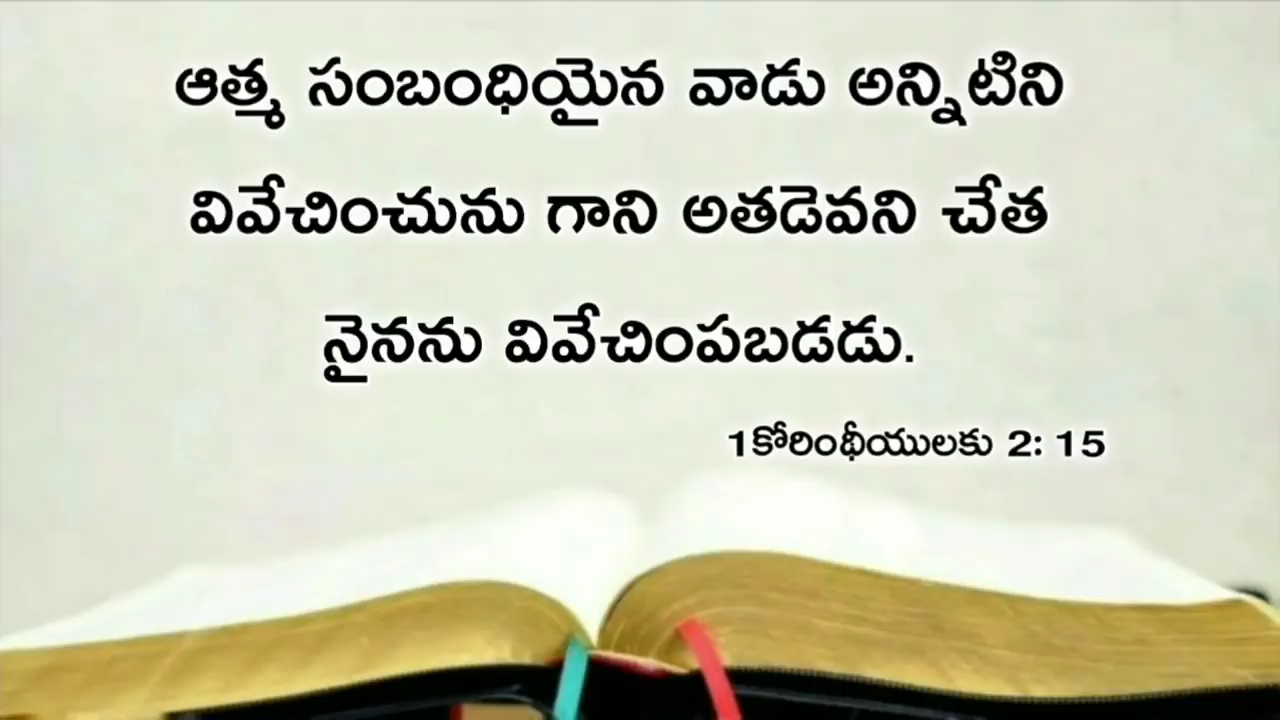 ఆత్మ సంబంధియైన వాడు అన్నిటిని
వివేచించును గాని అతడెవని చేత
నైనను వివేచింపబడడు.
1కోరింథీయులకు 2: 15